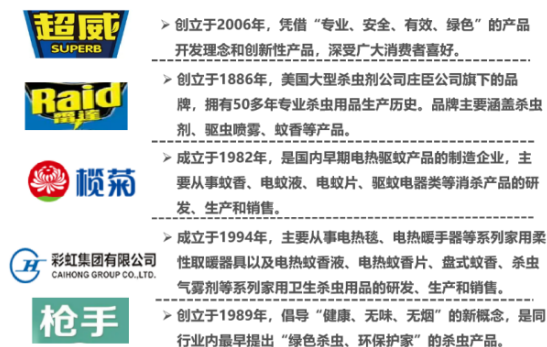 超威
SUPERB
➢创立于2006年，凭借“专业、安全、有效、绿色”的产品
开发理念和创新性产品，深受广大消费者喜好。
Raid
雷達
➢创立于1886年，美国大型杀虫剂公司庄臣公司旗下的品
牌，拥有50多年专业杀虫用品生产历史。品牌主要涵盖杀虫
剂、驱虫喷雾、蚊香等产品。
榄菊
➢成立于1982年，是国内早期电热驱蚊产品的制造企业，主
要从事蚊香、电蚊液、电蚊片、驱蚊电器类等消杀产品的研
发、生产和销售。
彩虹集团有限公司
CAIHONG GROUP CO.,LTD.
➢成立于1994年，主要从事电热毯、电热暖手器等系列家用柔
性取暖器具以及电热蚊香液、电热蚊香片、盘式蚊香、杀虫
气雾剂等系列家用卫生杀虫用品的研发、生产和销售。
枪手
➢创立于1989年，倡导“健康、无味、无烟”的新概念，是同
行业内最早提出“绿色杀虫、环保护家”的杀虫产品。